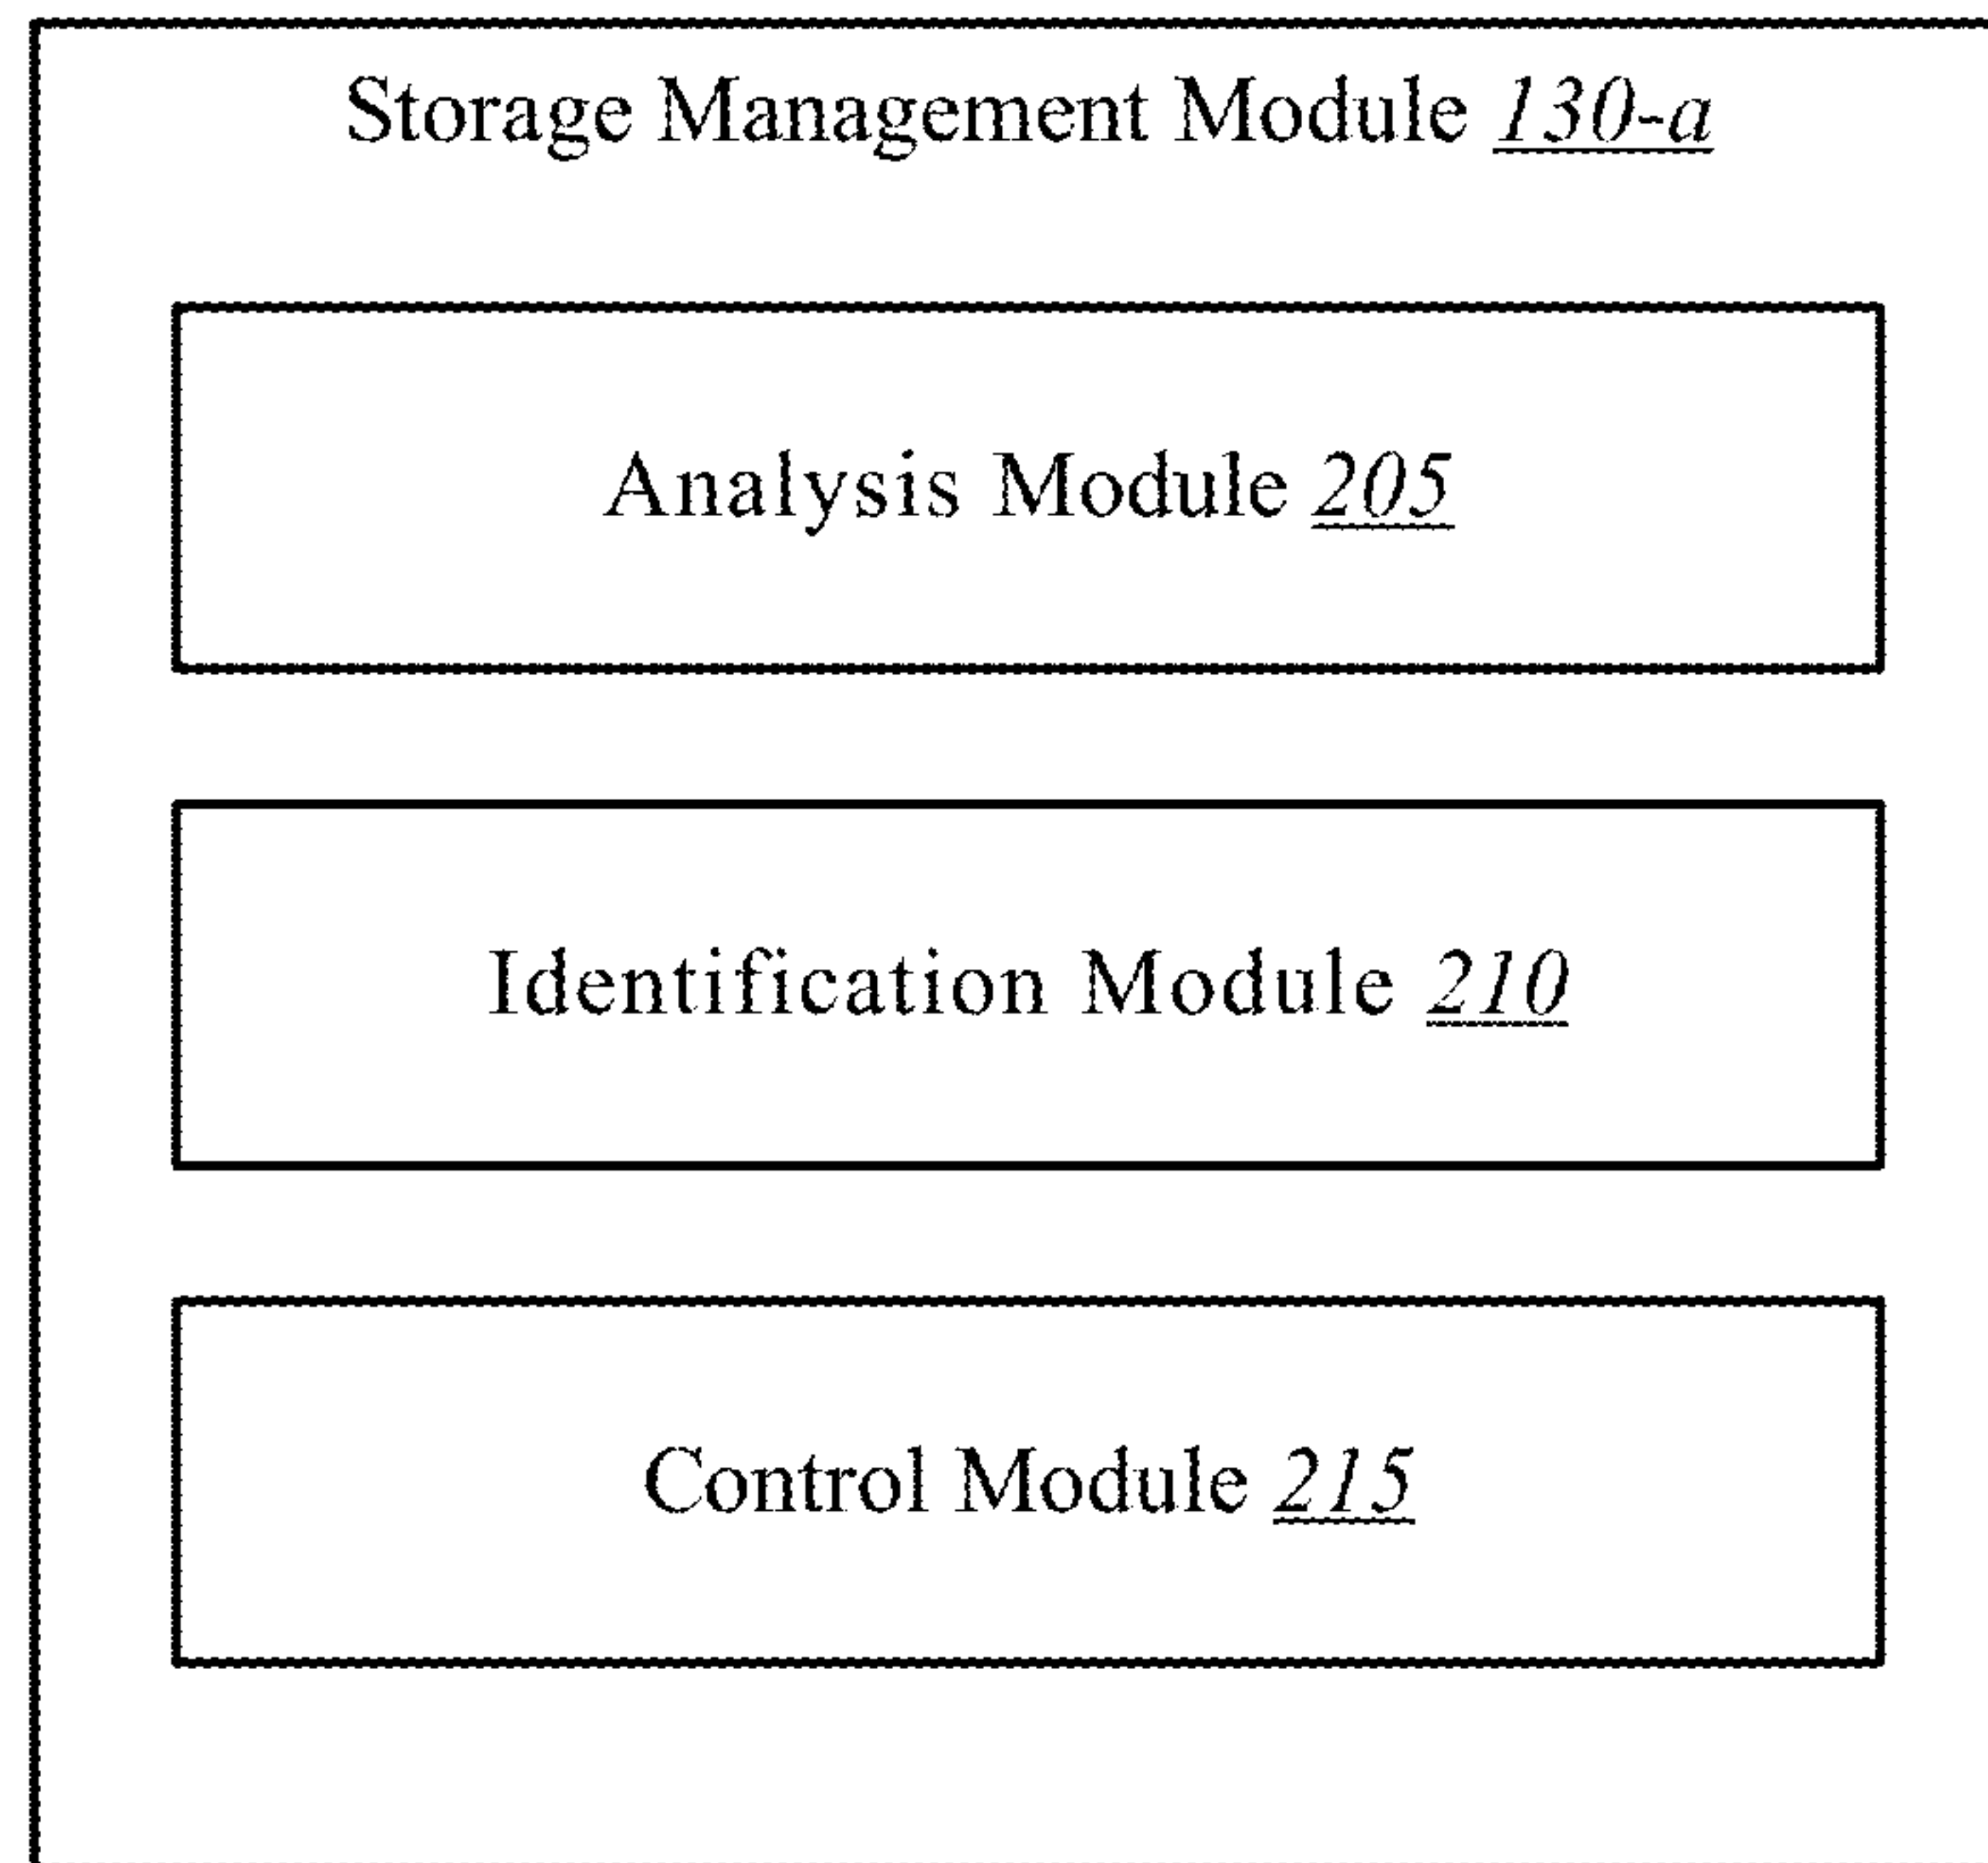 Storage Management Module 130-a
Analysis Module 205
Identification Module 210
Control Module 215